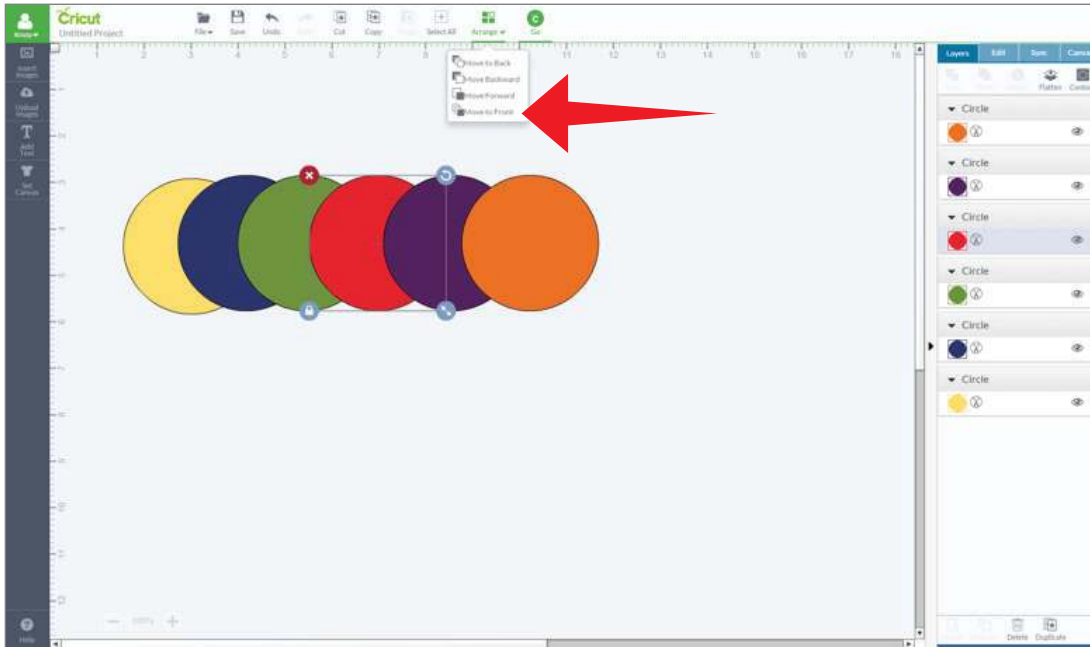 Cricut
Untitled Project
File
Save
Undo
Cut
Copy
Select All
Arrange
Go
Move to Back
Move Backward
Move Forward
Move to Front
Insert Images
Upload Images
Add Text
Set Canvas
Help
Layers
Edit
Sync
Flatten
Circle
Circle
Circle
Circle
Circle
Circle
Delete
Duplicate